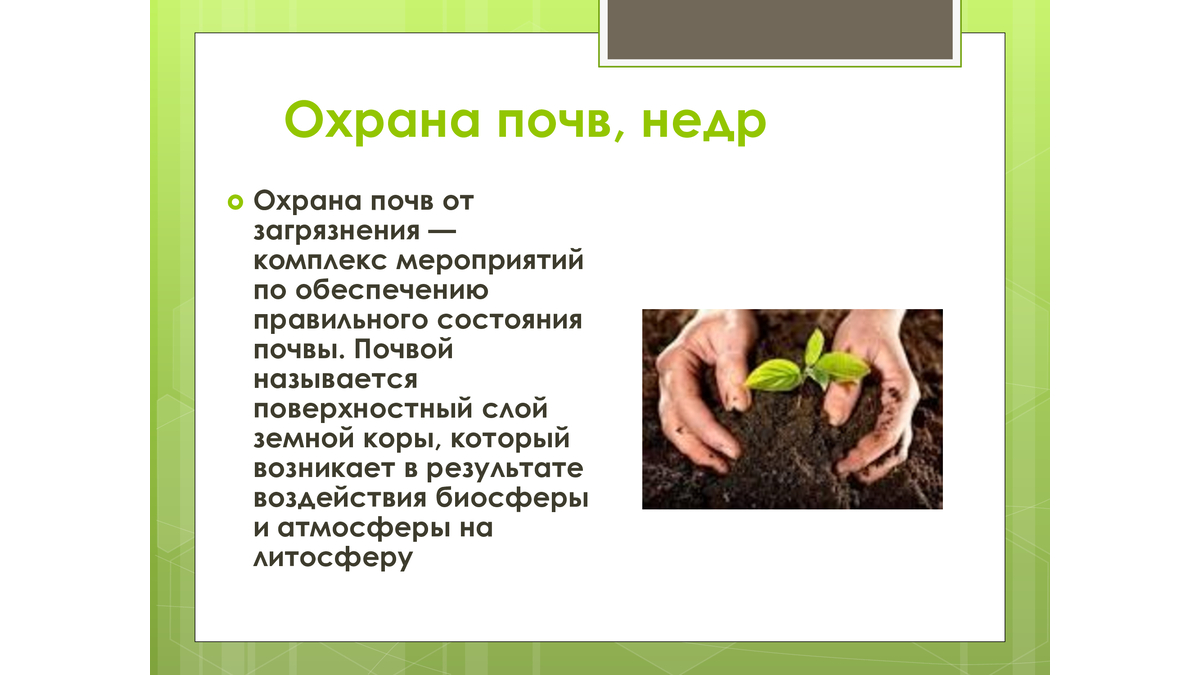 Охрана почв, недр
Охрана почв от
загрязнения —
комплекс мероприятий
по обеспечению
правильного состояния
почвы. Почвой
называется
поверхностный слой
земной коры, который
возникает в результате
воздействия биосферы
и атмосферы на
литосферу